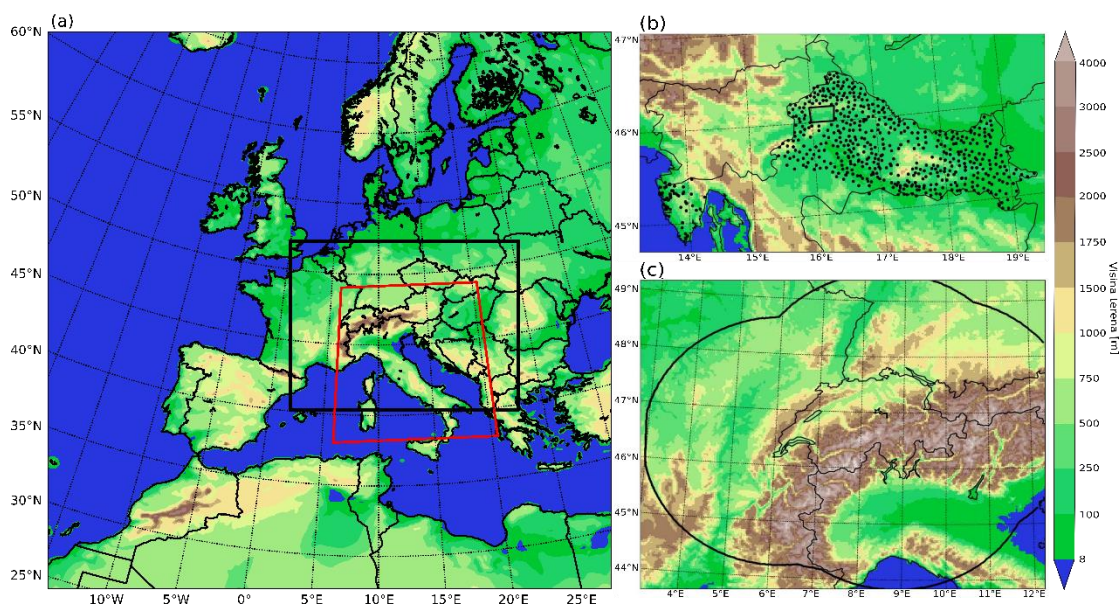 (a)
60°N
55°N
50°N
45°N
40°N
35°N
30°N
25°N
10°W
5°W
0°E
5°E
10°E
15°E
20°E
25°E
(b)
47°N
46°N
45°N
14°E
15°E
16°E
17°E
18°E
19°E
(c)
49°N
48°N
47°N
46°N
45°N
44°N
4°E
5°E
6°E
7°E
8°E
9°E
10°E
11°E
12°E
4000
3000
2500
2000
1750
1500
1000
750
500
250
100
8
Visina terena [m]